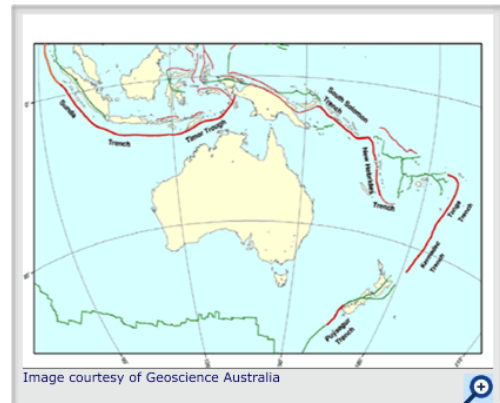 Sunda
Trench
Timor Trough
South Solomon
Trench
New Hebrides
Trench
Tonga
Trench
Kermadec
Trench
Puysegur
Trench
Image courtesy of Geoscience Australia